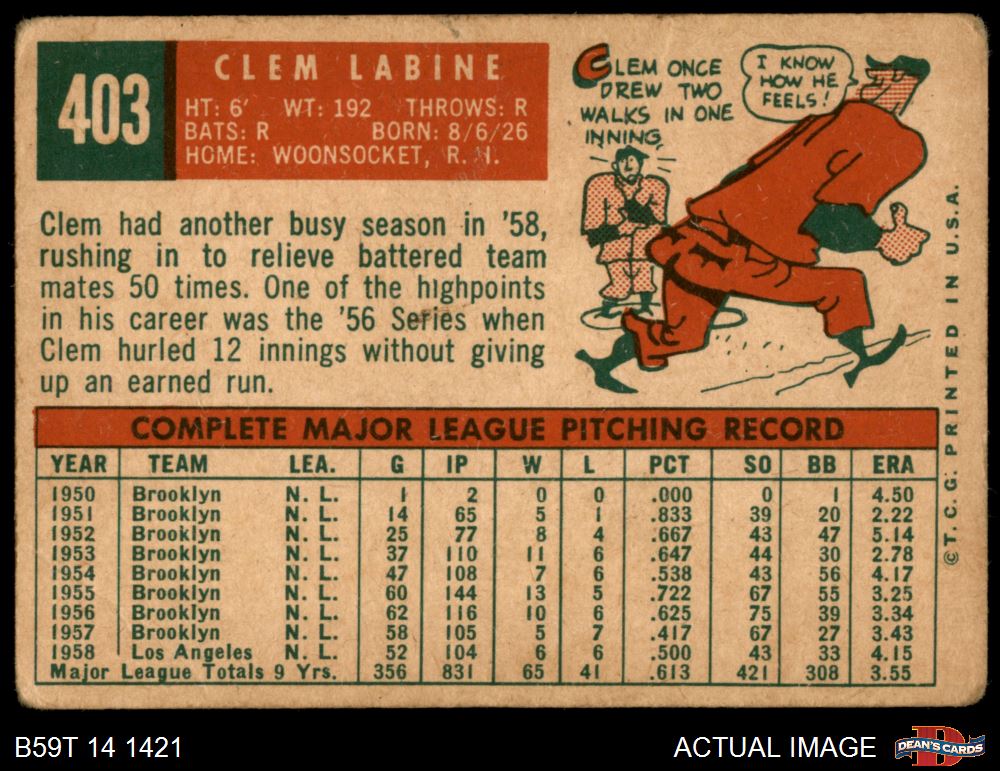 403
CLEM LABINE
HT: 6' WT: 192 THROWS: R
BATS: R BORN: 8/6/26
HOME: WOONSOCKET, R. I.
CLEM ONCE
DREW TWO
WALKS IN ONE
INNING
I KNOW
HOW HE
FEELS!
Clem had another busy season in '58,
rushing in to relieve battered team
mates 50 times. One of the highpoints
in his career was the '56 Series when
Clem hurled 12 innings without giving
up an earned run.
COMPLETE MAJOR LEAGUE PITCHING RECORD
YEAR TEAM LEA. G IP W L PCT SO BB ERA
1950 Brooklyn N. L. 1 2 0 0 .000 0 1 4.50
1951 Brooklyn N. L. 14 65 5 1 .833 39 20 2.22
1952 Brooklyn N. L. 25 77 8 4 .667 43 47 5.14
1953 Brooklyn N. L. 37 110 11 6 .647 44 30 2.78
1954 Brooklyn N. L. 47 108 7 6 .538 43 56 4.17
1955 Brooklyn N. L. 60 144 13 5 .722 67 55 3.25
1956 Brooklyn N. L. 62 116 10 6 .625 75 39 3.34
1957 Brooklyn N. L. 58 105 5 7 .417 67 27 3.43
1958 Los Angeles N. L. 52 104 6 6 .500 43 33 4.15
Major League Totals 9 Yrs. 356 831 65 41 .613 421 308 3.55
©T.C.G. PRINTED IN U.S.A.
B59T 14 1421
ACTUAL IMAGE
DEAN'S CARDS